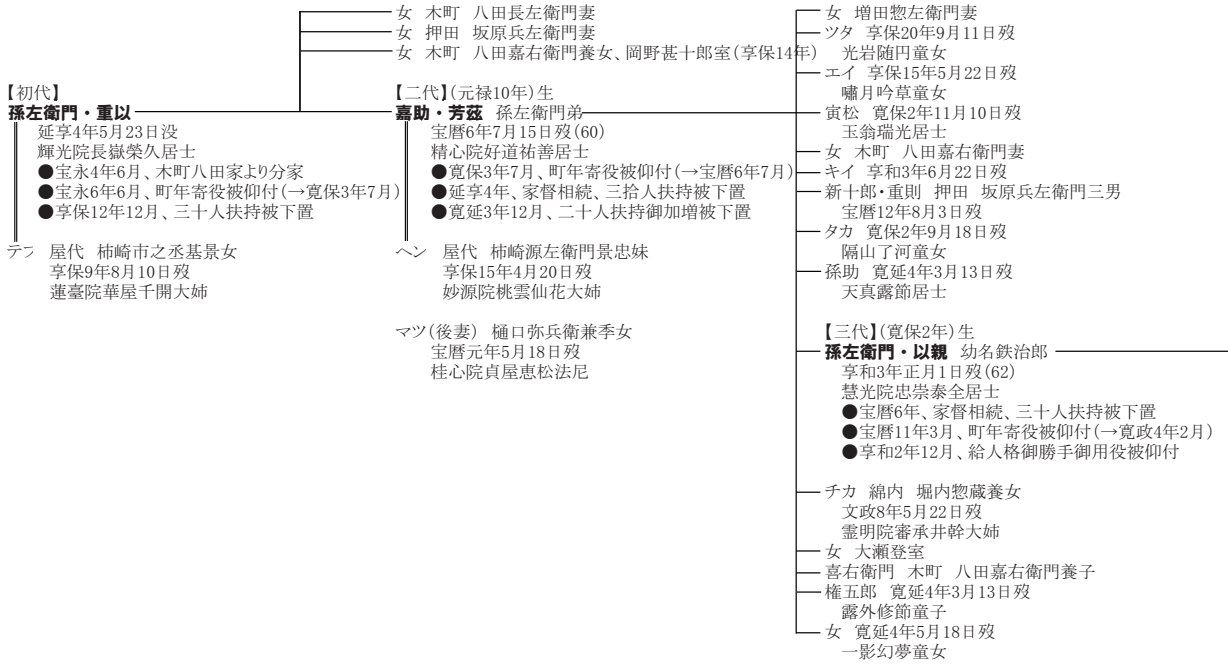 女 木町 八田長左衛門妻
女 押田 坂原兵左衛門妻
女 木町 八田嘉右衛門養女、岡野甚十郎室(享保14年)
【初代】
孫左衛門・重以
延享4年5月23日没
輝光院長嶽榮久居士
●宝永4年6月、木町八田家より分家
●宝永6年6月、町年寄役被仰付(→寛保3年7月)
●享保12年12月、三十人扶持被下置
テフ 屋代 柿崎市之丞基景女
享保9年8月10日歿
蓮臺院華屋千開大姉
【二代】(元禄10年)生
嘉助・芳茲 孫左衛門弟
宝暦6年7月15日歿(60)
精心院好道祐善居士
●寛保3年7月、町年寄役被仰付(→宝暦6年7月)
●延享4年、家督相続、三拾人扶持被下置
●寛延3年12月、二十人扶持御加増被下置
ヘン 屋代 柿崎源左衛門景忠妹
享保15年4月20日歿
妙源院桃雲仙花大姉
マツ(後妻) 樋口弥兵衛兼季女
宝暦元年5月18日歿
桂心院貞屋恵松法尼
女 増田惣左衛門妻
ツタ 享保20年9月11日歿
光岩随円童女
エイ 享保15年5月22日歿
嘯月吟草童女
寅松 寛保2年11月10日歿
玉翁瑞光居士
女 木町 八田嘉右衛門妻
キイ 享和3年6月22日歿
新十郎・重則 押田 坂原兵左衛門三男
宝暦12年8月3日歿
タカ 寛保2年9月18日歿
隔山了河童女
孫助 寛延4年3月13日歿
天真露節居士
【三代】(寛保2年)生
孫左衛門・以親 幼名鉄治郎
享和3年正月1日歿(62)
慧光院忠崇泰全居士
●宝暦6年、家督相続、三十人扶持被下置
●宝暦11年3月、町年寄役被仰付(→寛政4年2月)
●享和2年12月、給人格御勝手御用役被仰付
チカ 綿内 堀内惣蔵養女
文政8年5月22日歿
霊明院審承井幹大姉
女 大瀬登室
喜右衛門 木町 八田嘉右衛門養子
権五郎 寛延4年3月13日歿
露外修節童子
女 寛延4年5月18日歿
一影幻夢童女